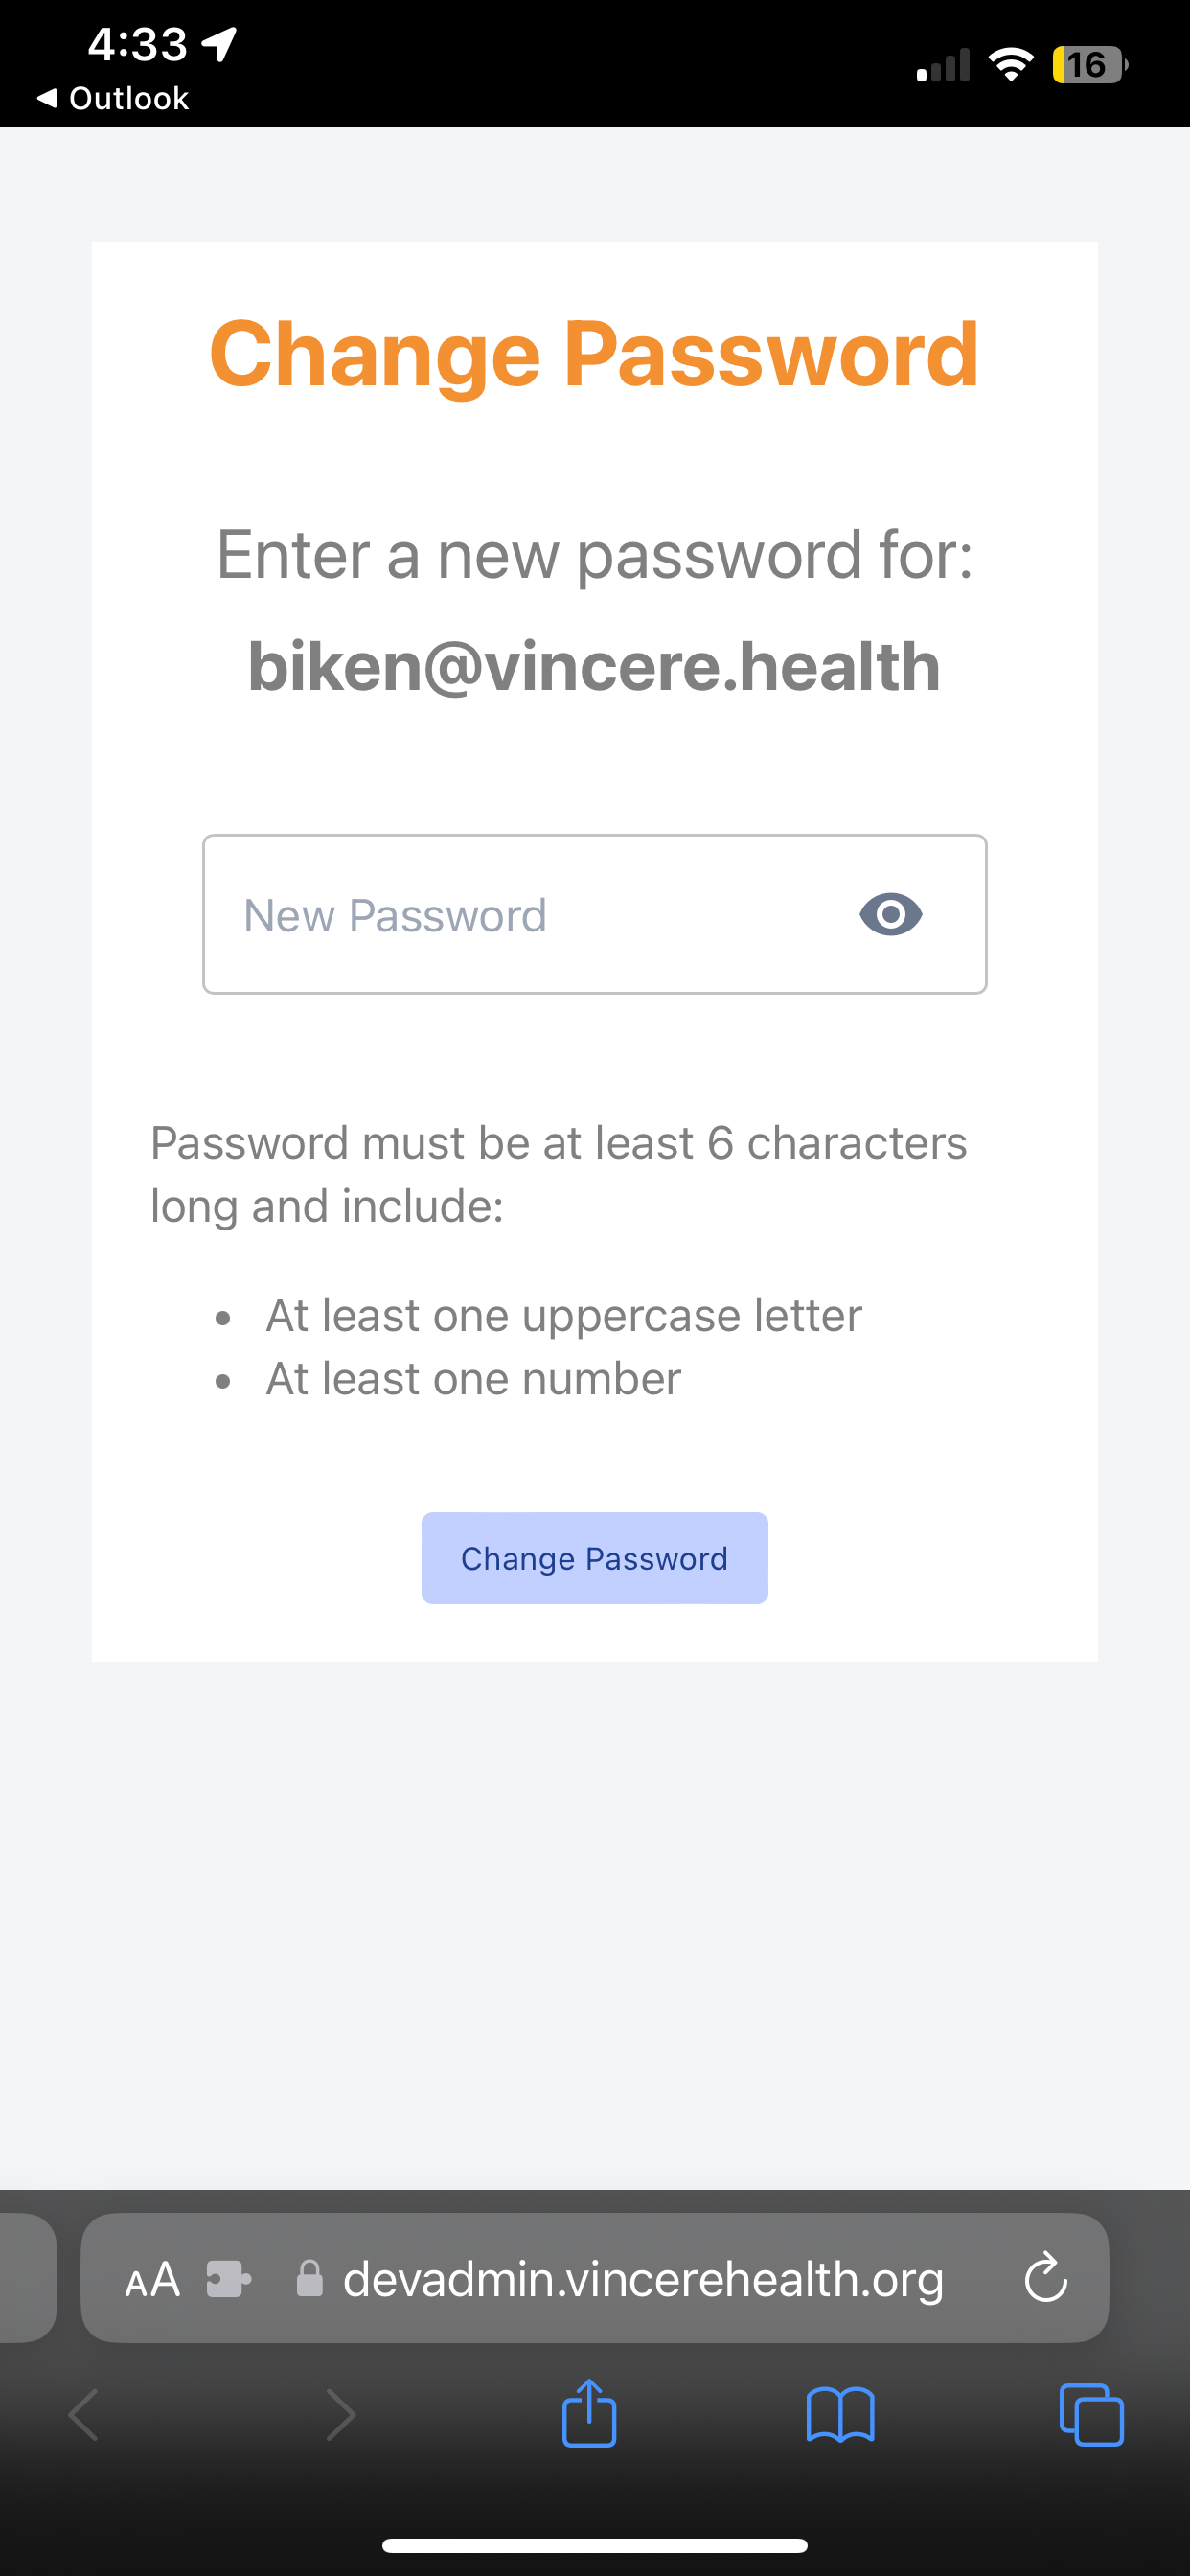 4:33
◀ Outlook
16
Change Password
Enter a new password for:
biken@vincere.health
New Password
Password must be at least 6 characters
long and include:
• At least one uppercase letter
• At least one number
Change Password
AA devadmin.vincerehealth.org